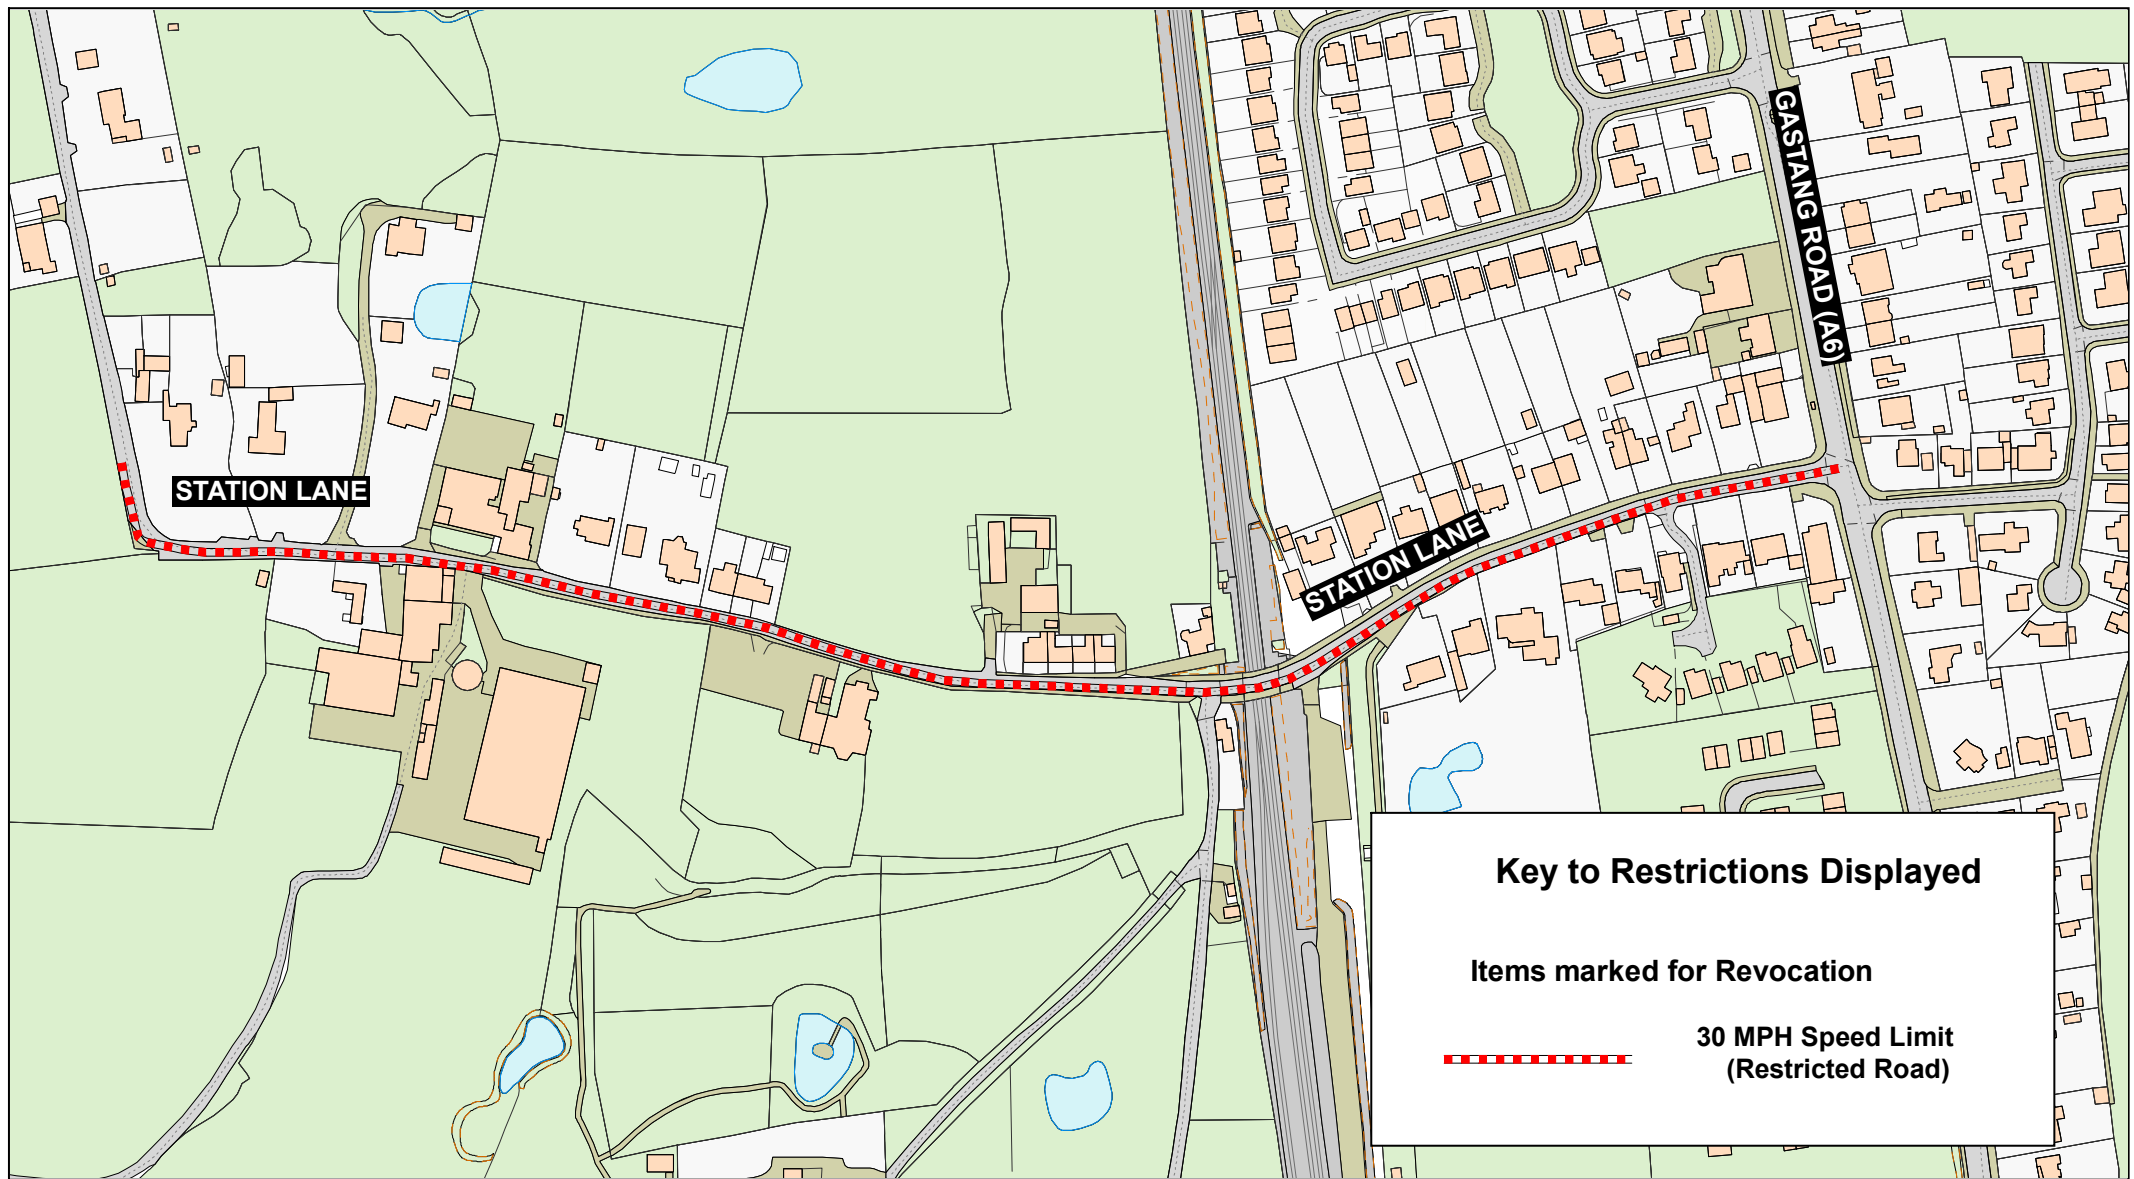 GASTANG ROAD (A6)
STATION LANE
STATION LANE
Key to Restrictions Displayed
Items marked for Revocation
30 MPH Speed Limit
(Restricted Road)